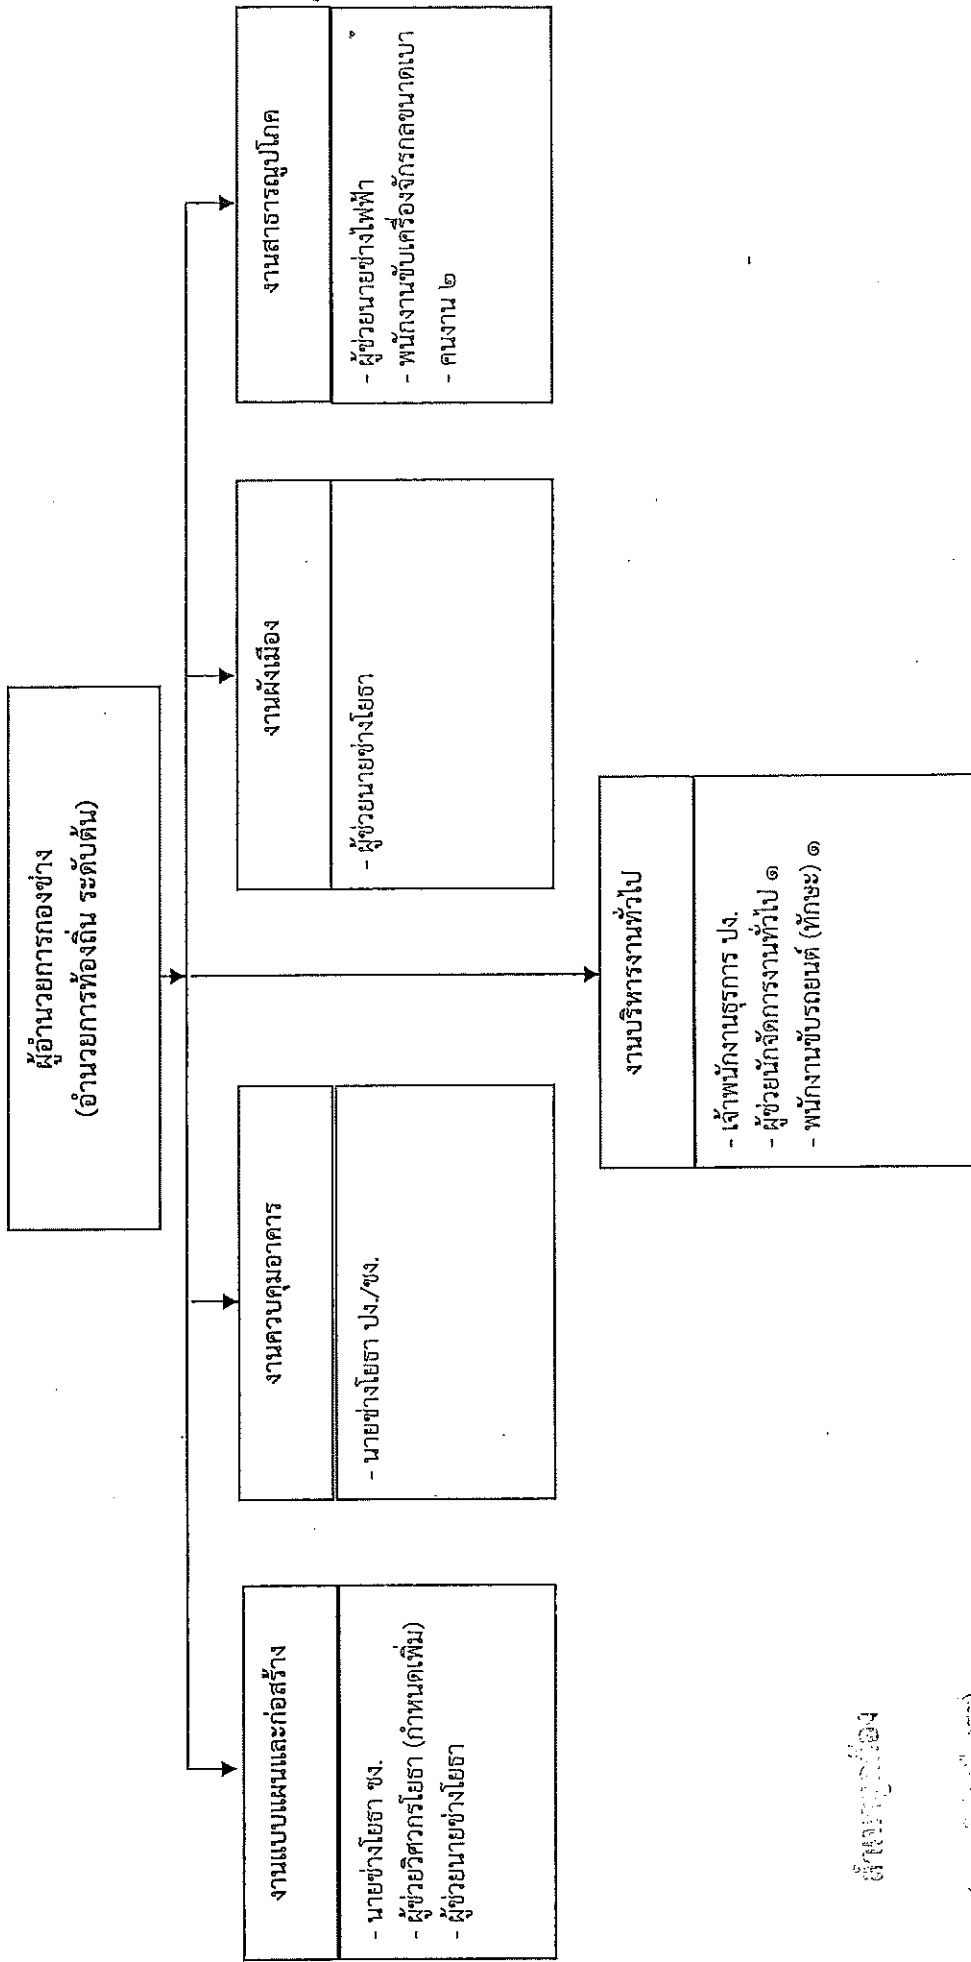 ผู้อำนวยการกองช่าง
(อำนวยการท้องถิ่น ระดับต้น)
งานแบบแผนและก่อสร้าง
- นายช่างโยธา ชง.
- ผู้ช่วยวิศวกรโยธา (กำหนดเพิ่ม)
- ผู้ช่วยนายช่างโยธา
งานควบคุมอาคาร
- นายช่างโยธา ปง./ชง.
งานผังเมือง
- ผู้ช่วยนายช่างโยธา
งานสาธารณูปโภค
- ผู้ช่วยนายช่างไฟฟ้า
- พนักงานขับเครื่องจักรกลขนาดเบา
- คนงาน ๒
งานบริหารงานทั่วไป
- เจ้าพนักงานธุรการ ปง.
- ผู้ช่วยนักจัดการงานทั่วไป ๑
- พนักงานขับรถยนต์ (ทักษะ) ๑
สำเนาถูกต้อง